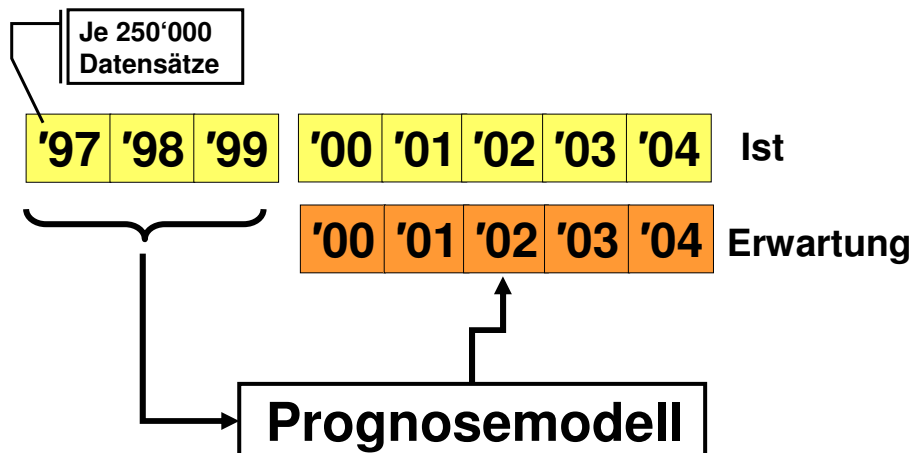 Je 250‘000
Datensätze
'97 '98 '99 '00 '01 '02 '03 '04 Ist
'00 '01 '02 '03 '04 Erwartung
Prognosemodell